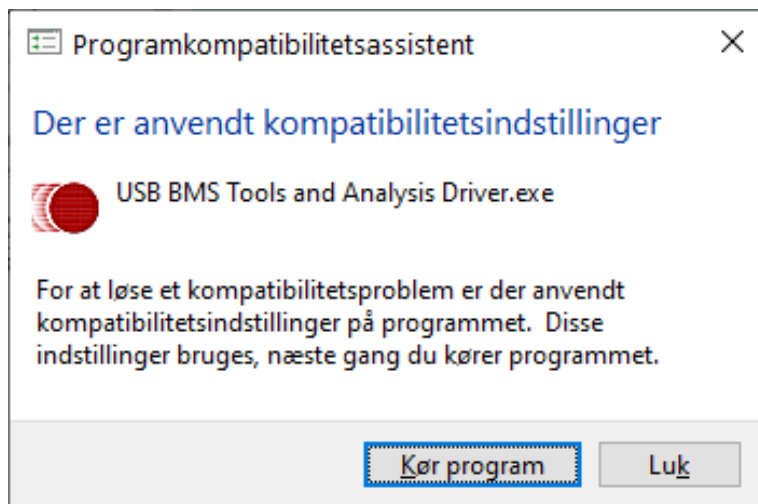 Programkompatibilitetsassistent
Der er anvendt kompatibilitetsindstillinger
USB BMS Tools and Analysis Driver.exe
For at løse et kompatibilitetsproblem er der anvendt
kompatibilitetsindstillinger på programmet. Disse
indstillinger bruges, næste gang du kører programmet.
Kør program
Luk